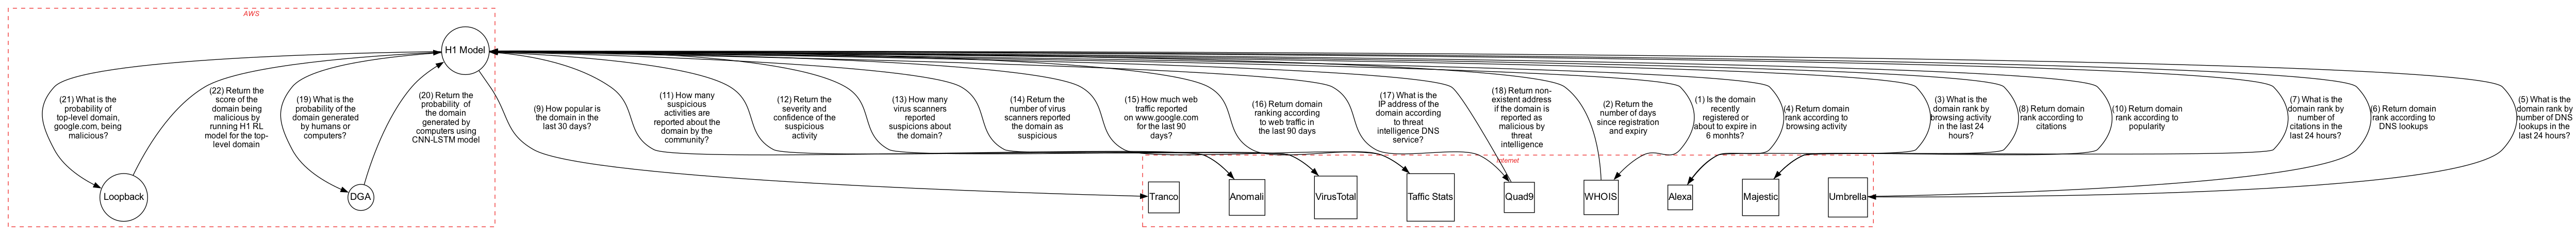 AWS
H1 Model
(21) What is the
probability of
top-level domain,
google.com, being
malicious?
(22) Return the
score of the
domain being
malicious by
running H1 RL
model for the top-
level domain
(19) What is the
probability of the
domain generated
by humans or
computers?
(20) Return the
probability of
the domain
generated by
computers using
CNN-LSTM model
(9) How popular is
the domain in the
last 30 days?
(11) How many
suspicious
activities are
reported about the
domain by the
community?
(12) Return the
severity and
confidence of the
suspicious
activity
(13) How many
virus scanners
reported
suspicions about
the domain?
(14) Return the
number of virus
scanners reported
the domain as
suspicious
(15) How much web
traffic reported
on www.google.com
for the last 90
days?
(16) Return domain
ranking according
to web traffic in
the last 90 days
(17) What is the
IP address of the
domain according
to threat
intelligence DNS
service?
(18) Return non-
existent address
if the domain is
reported as
malicious by
threat
intelligence
(2) Return the
number of days
since registration
and expiry
(1) Is the domain
recently
registered or
about to expire in
6 monhts?
(4) Return domain
rank according to
browsing activity
(3) What is the
domain rank by
browsing activity
in the last 24
hours?
(8) Return domain
rank according to
citations
(10) Return domain
rank according to
popularity
(7) What is the
domain rank by
number of
citations in the
last 24 hours?
(6) Return domain
rank according to
DNS lookups
(5) What is the
domain rank by
number of DNS
lookups in the
last 24 hours?
Internet
Loopback
DGA
Tranco
Anomali
VirusTotal
Taffic Stats
Quad9
WHOIS
Alexa
Majestic
Umbrella